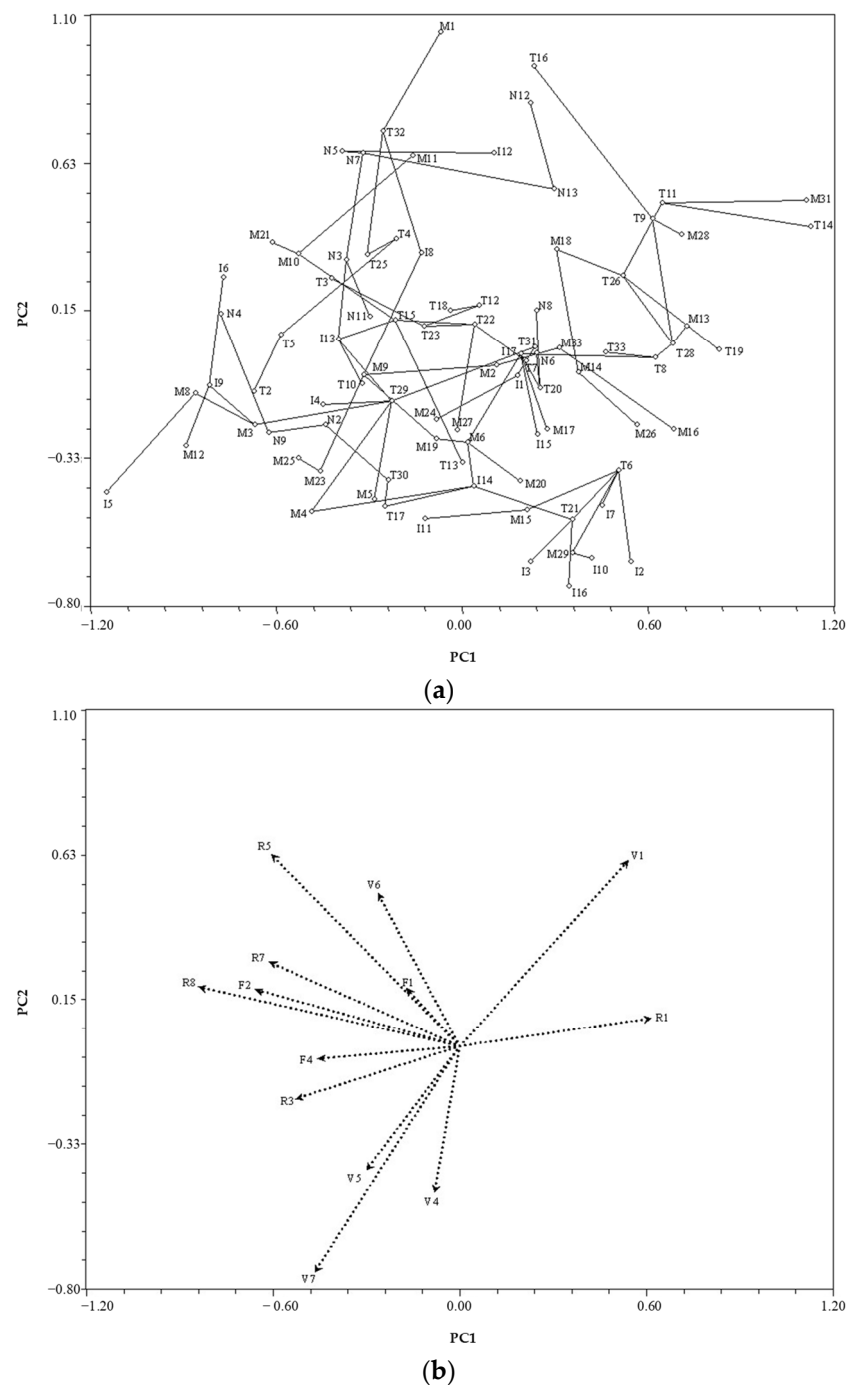 1.10
M1
T16
N12
T32
N5
N7
M11
I12
0.63
N13
T11
M31
T9
T14
M28
M21
M10
N3
T4
T25
I8
M18
T3
I6
T26
PC2
0.15
N4
N11
T15
T18
T12
T23
T22
N8
M13
T5
I13
I17
T31
M33
T33
T28
T19
T8
N6
T7
M9
M2
M14
T10
I1
T20
T2
I9
M8
T29
I4
M24
M27
M17
M26
M16
M3
N9
N2
M12
M19
M6
I15
−0.33
M25
M23
T13
T6
T30
M20
I5
M5
I14
M4
T17
I11
M15
T21
I7
M29
I3
I10
I2
I16
−0.80
−1.20
−0.60
0.00
0.60
1.20
PC1
(a)
1.10
0.63
R5
V1
V6
R7
R8
F2
F1
PC2
0.15
R1
F4
R3
−0.33
V5
V4
V7
−0.80
−1.20
−0.60
0.00
0.60
1.20
PC1
(b)